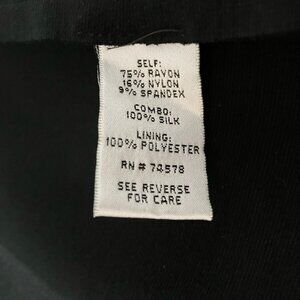 SELF:
75% RAYON
16% NYLON
9% SPANDEX
COMBO:
100% SILK
LINING:
100% POLYESTER
RN # 74578
SEE REVERSE
FOR CARE